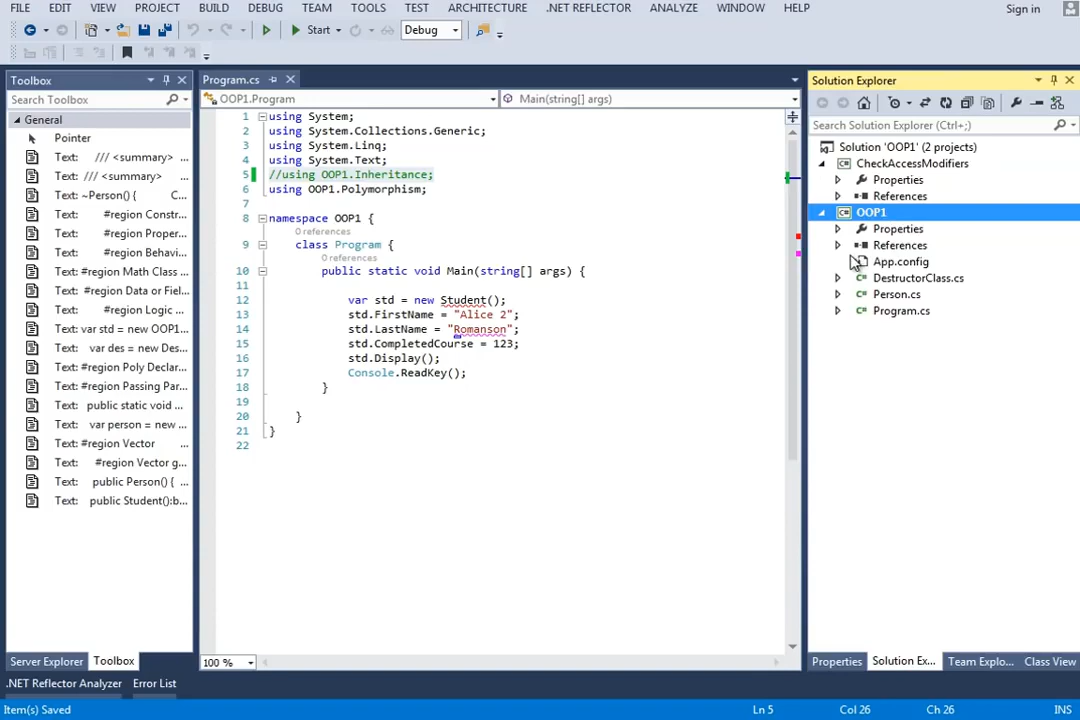 FILE EDIT VIEW PROJECT BUILD DEBUG TEAM TOOLS TEST ARCHITECTURE .NET REFLECTOR ANALYZE WINDOW HELP Sign in
Start Debug
Toolbox
Search Toolbox
General
Pointer
Text: /// <summary> ...
Text: /// <summary> ...
Text: ~Person() { C...
Text: #region Constr...
Text: #region Proper...
Text: #region Behavi...
Text: #region Math Class ...
Text: #region Data or Fiel...
Text: #region Logic ...
Text: var std = new OOP1...
Text: var des = new Des...
Text: #region Poly Declar...
Text: #region Passing Par...
Text: public static void ...
Text: var person = new ...
Text: #region Vector ...
Text: #region Vector g...
Text: public Person() { ...
Text: public Student():b...
Server Explorer Toolbox
.NET Reflector Analyzer Error List
Program.cs
OOP1.Program Main(string[] args)
1 using System;
2 using System.Collections.Generic;
3 using System.Linq;
4 using System.Text;
5 //using OOP1.Inheritance;
6 using OOP1.Polymorphism;
7
8 namespace OOP1 {
0 references
9 class Program {
0 references
10 public static void Main(string[] args) {
11
12 var std = new Student();
13 std.FirstName = "Alice 2";
14 std.LastName = "Romanson";
15 std.CompletedCourse = 123;
16 std.Display();
17 Console.ReadKey();
18 }
19
20 }
21 }
22
100 %
Solution Explorer
Search Solution Explorer (Ctrl+;)
Solution 'OOP1' (2 projects)
CheckAccessModifiers
Properties
References
OOP1
Properties
References
App.config
DestructorClass.cs
Person.cs
Program.cs
Properties Solution Ex... Team Explo... Class View
Item(s) Saved Ln 5 Col 26 Ch 26 INS